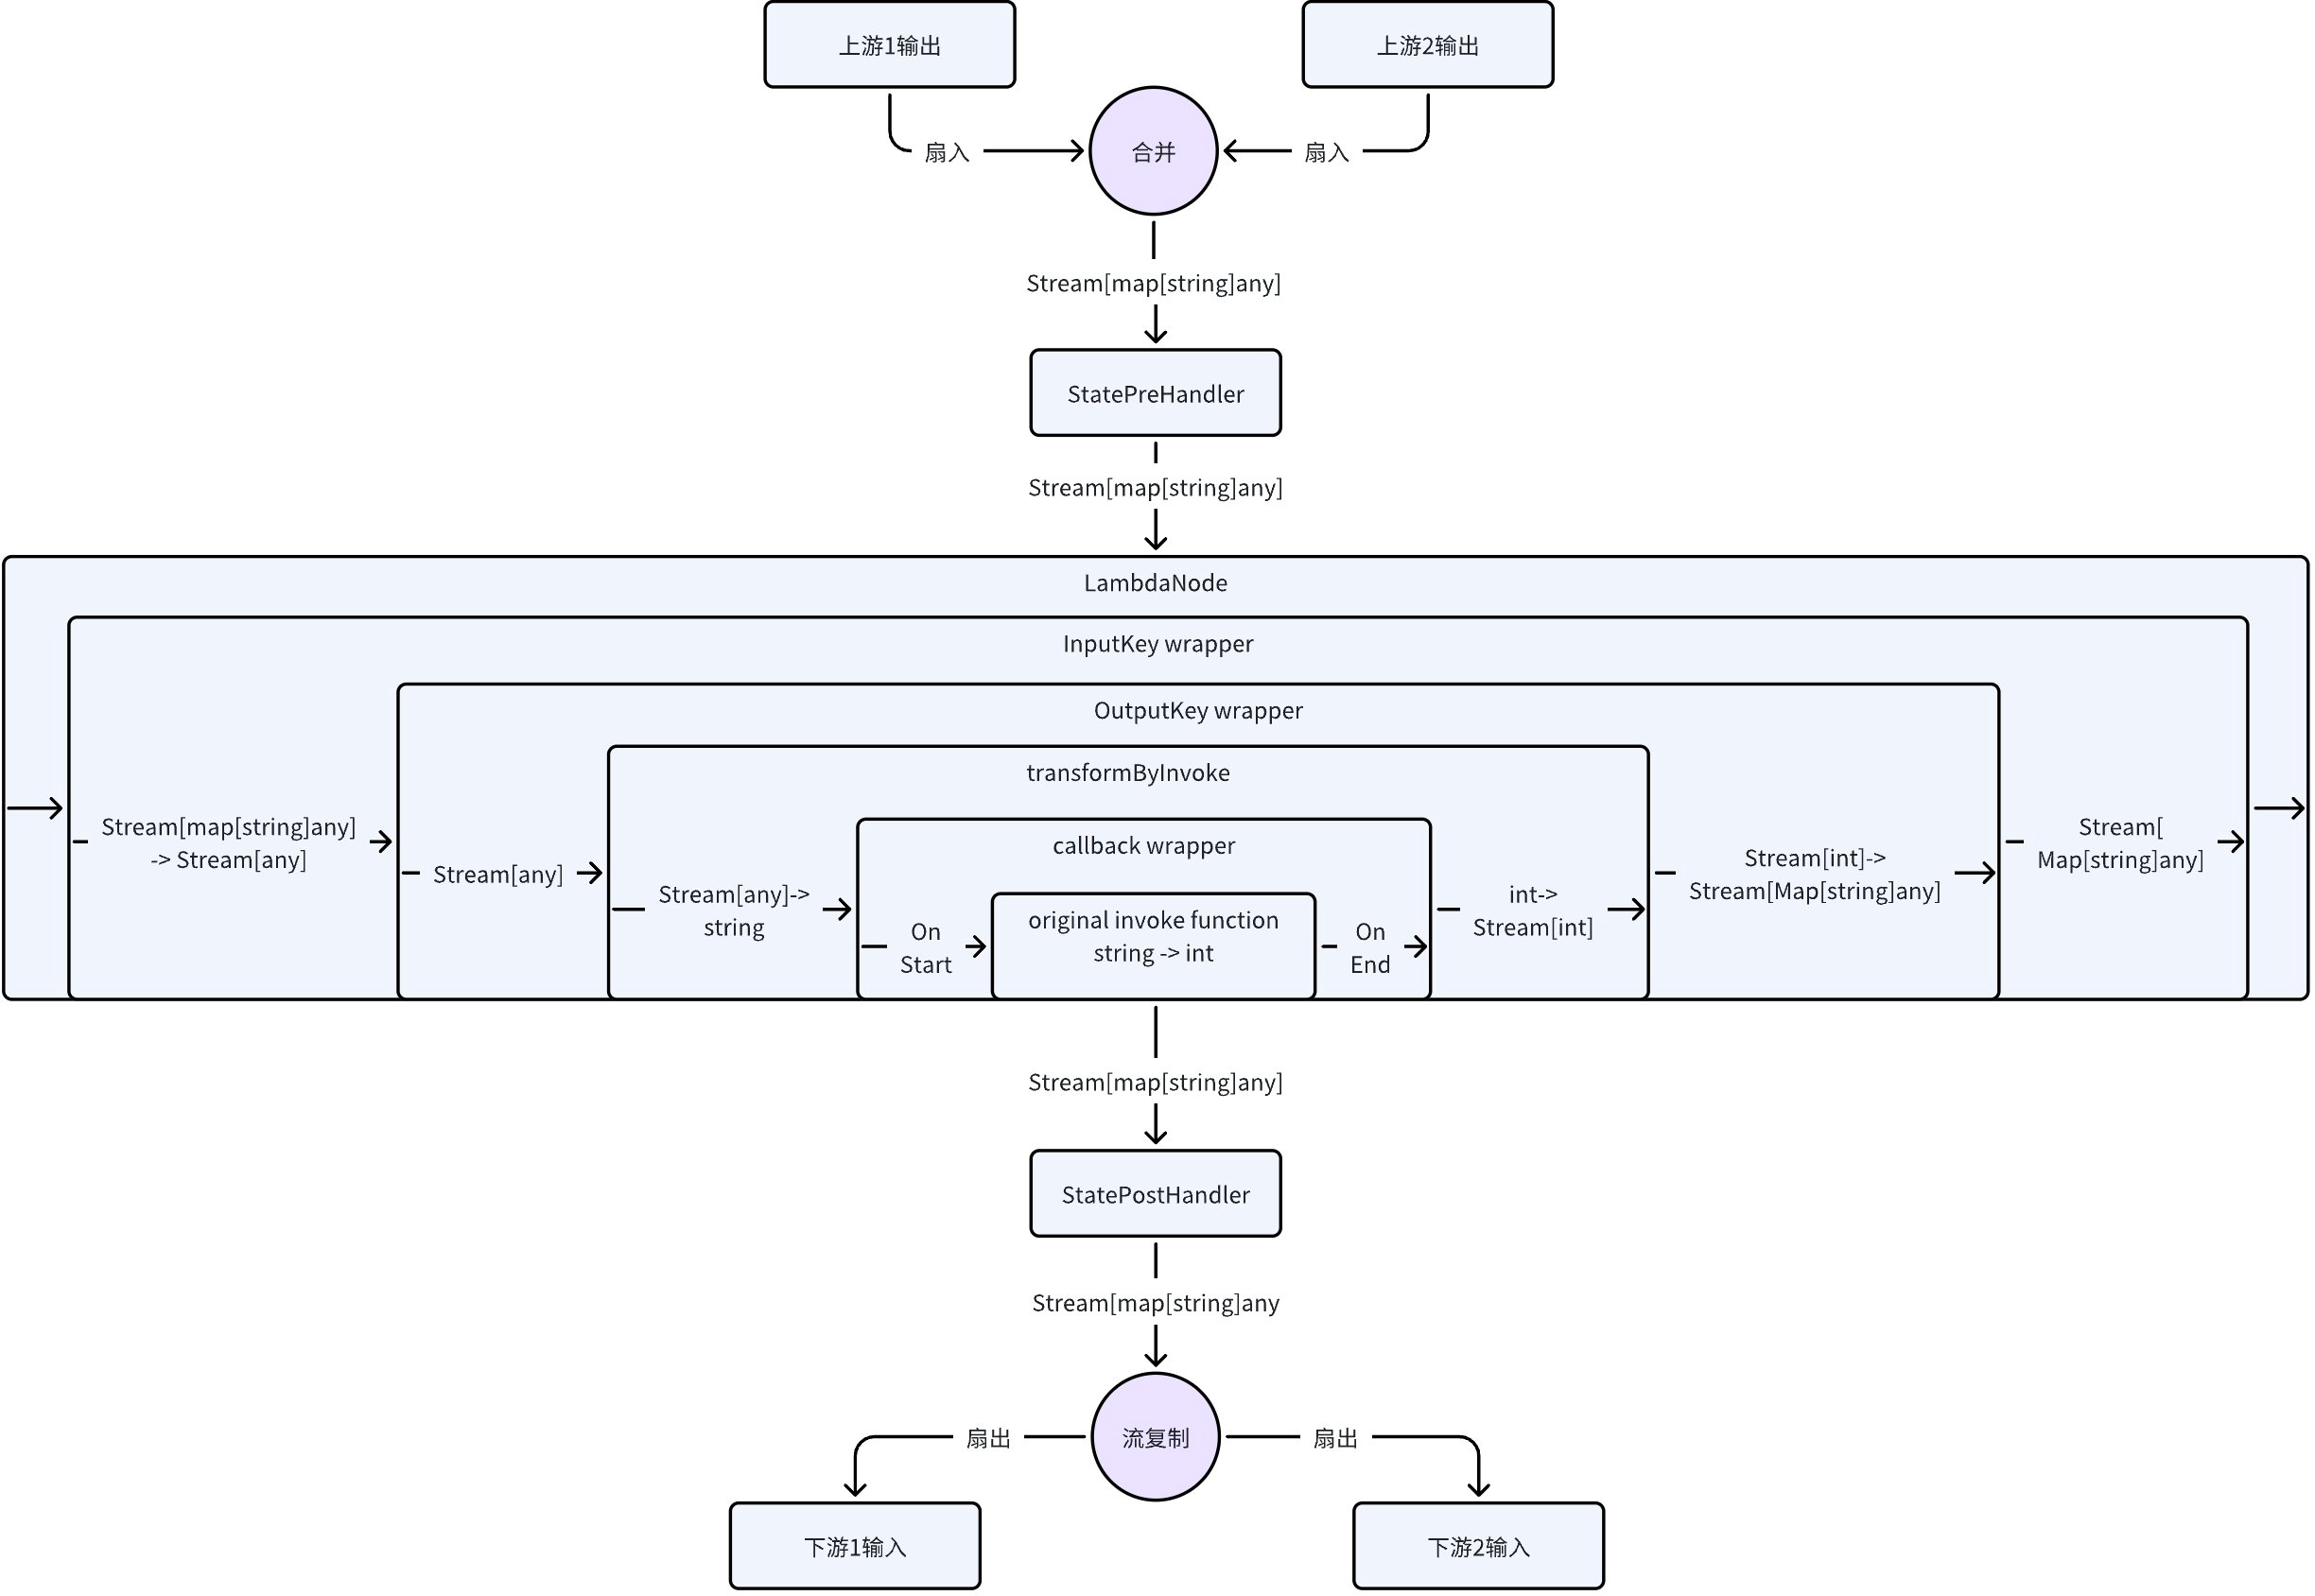 上游1输出
上游2输出
扇入
合并
扇入
Stream[map[string]any]
StatePreHandler
Stream[map[string]any]
LambdaNode
InputKey wrapper
OutputKey wrapper
transformByInvoke
callback wrapper
Stream[map[string]any]
-> Stream[any]
Stream[any]
Stream[any]->
string
On
Start
original invoke function
string -> int
On
End
int->
Stream[int]
Stream[int]->
Stream[Map[string]any]
Stream[
Map[string]any]
Stream[map[string]any]
StatePostHandler
Stream[map[string]any
扇出
流复制
扇出
下游1输入
下游2输入